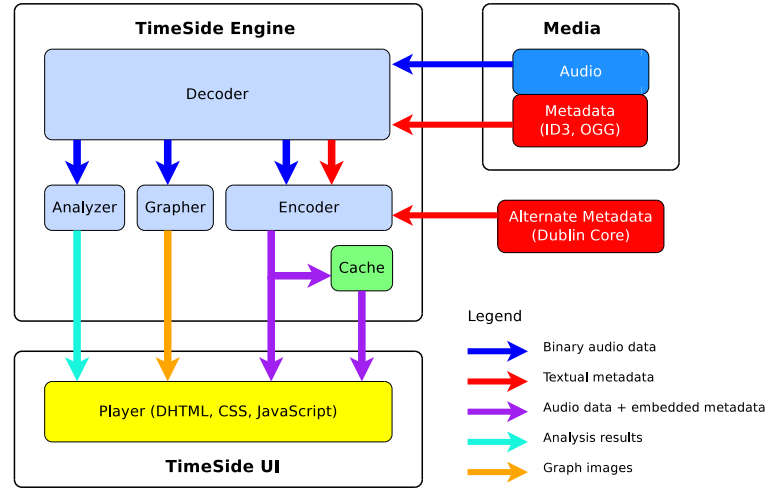 TimeSide Engine
Media
Decoder
Audio
Metadata
(ID3, OGG)
Analyzer
Grapher
Encoder
Alternate Metadata
(Dublin Core)
Cache
Legend
Binary audio data
Textual metadata
Audio data + embedded metadata
Analysis results
Graph images
Player (DHTML, CSS, JavaScript)
TimeSide UI